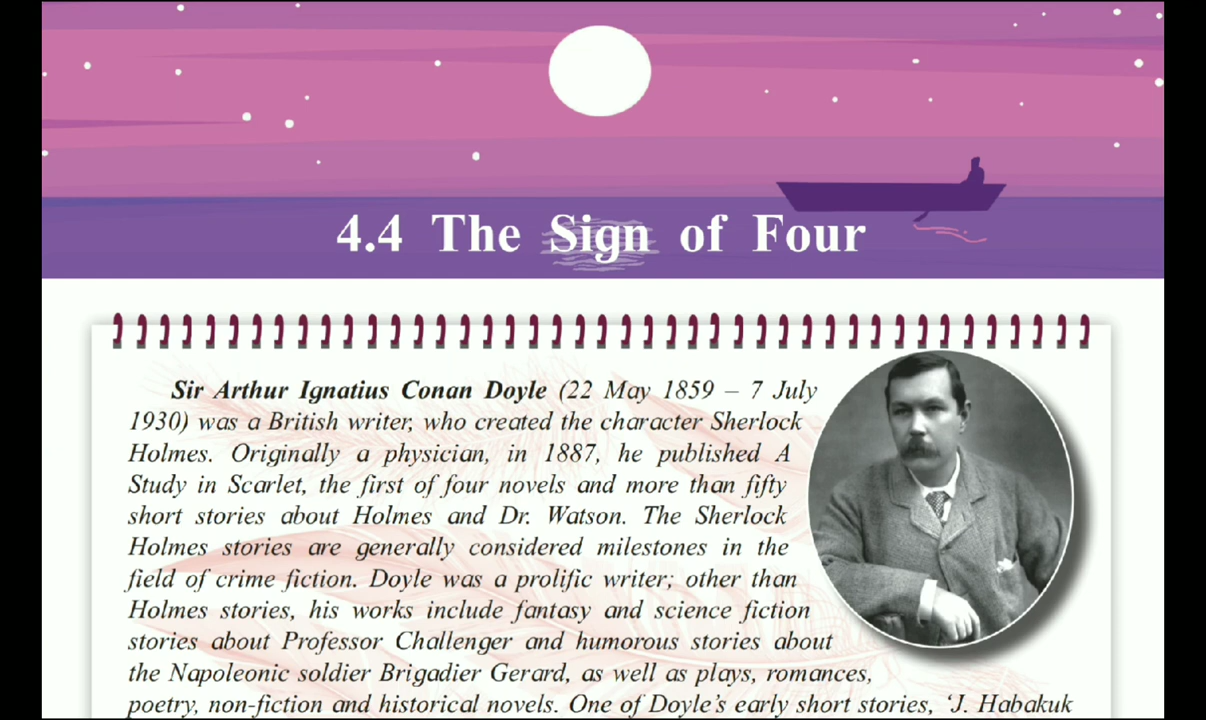 4.4 The Sign of Four
Sir Arthur Ignatius Conan Doyle (22 May 1859 – 7 July
1930) was a British writer, who created the character Sherlock
Holmes. Originally a physician, in 1887, he published A
Study in Scarlet, the first of four novels and more than fifty
short stories about Holmes and Dr. Watson. The Sherlock
Holmes stories are generally considered milestones in the
field of crime fiction. Doyle was a prolific writer; other than
Holmes stories, his works include fantasy and science fiction
stories about Professor Challenger and humorous stories about
the Napoleonic soldier Brigadier Gerard, as well as plays, romances,
poetry, non-fiction and historical novels. One of Doyle's early short stories, ‘J. Habakuk